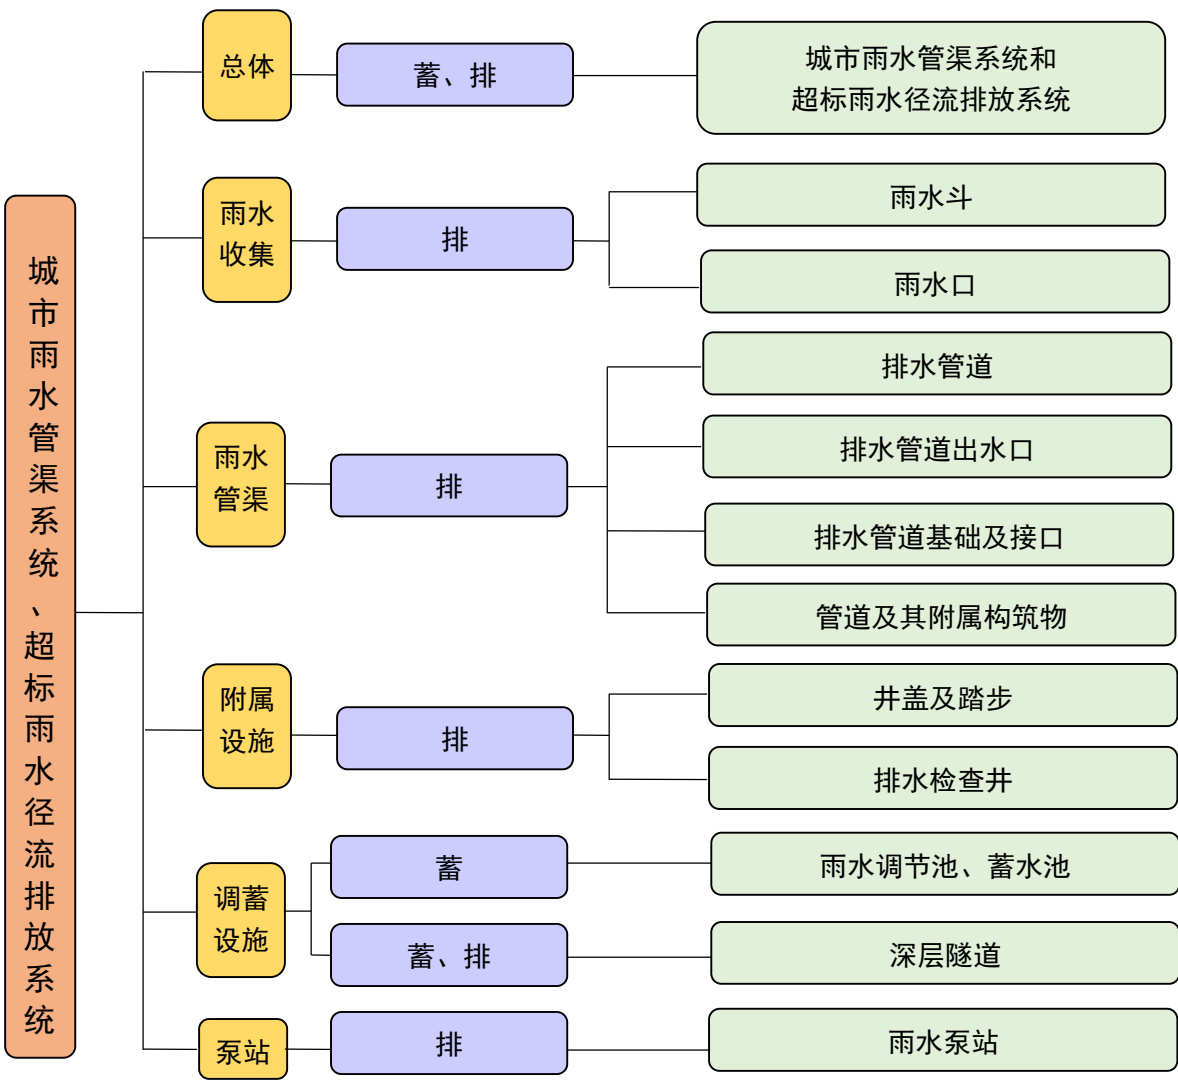 城市雨水管渠系统、超标雨水径流排放系统
总体
蓄、排
城市雨水管渠系统和
超标雨水径流排放系统
雨水
收集
排
雨水斗
雨水口
雨水
管渠
排
排水管道
排水管道出水口
排水管道基础及接口
管道及其附属构筑物
附属
设施
排
井盖及踏步
排水检查井
调蓄
设施
蓄
雨水调节池、蓄水池
蓄、排
深层隧道
泵站
排
雨水泵站